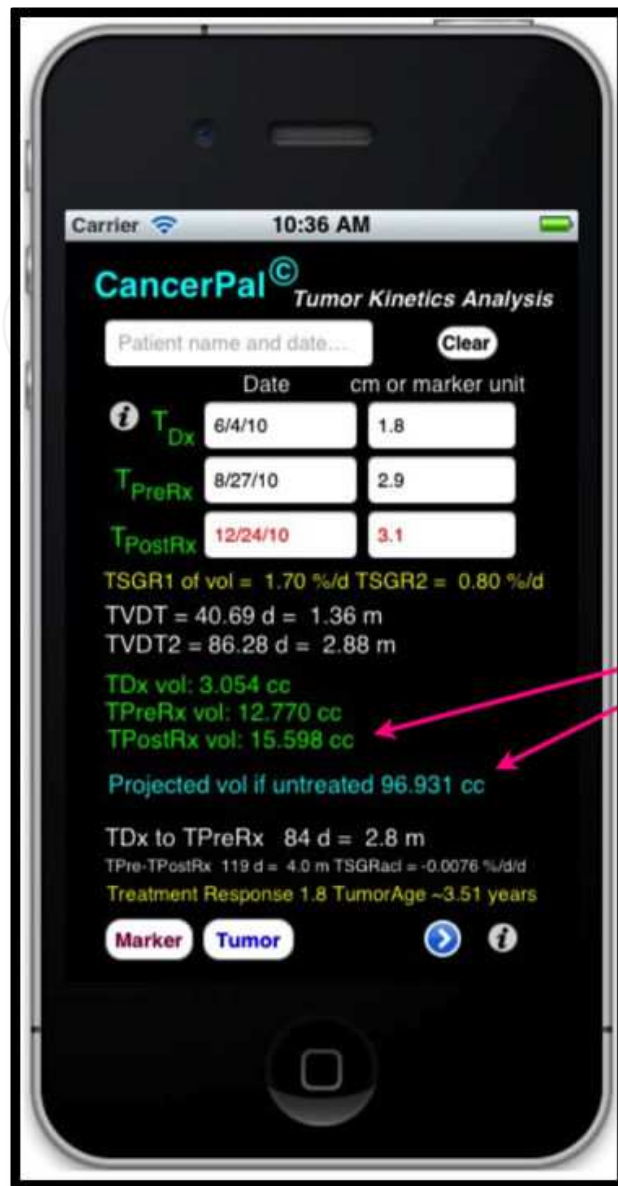 Carrier 10:36 AM
CancerPal©
Tumor Kinetics Analysis
Patient name and date... Clear
Date cm or marker unit
i TDx 6/4/10 1.8
TPreRx 8/27/10 2.9
TPostRx 12/24/10 3.1
TSGR1 of vol = 1.70 %/d TSGR2 = 0.80 %/d
TVDT = 40.69 d = 1.36 m
TVDT2 = 86.28 d = 2.88 m
TDx vol: 3.054 cc
TPreRx vol: 12.770 cc
TPostRx vol: 15.598 cc
Projected vol if untreated 96.931 cc
TDx to TPreRx 84 d = 2.8 m
TPre-TPostRx 119 d = 4.0 m TSGRacl = -0.0076 %/d/d
Treatment Response 1.8 TumorAge ~3.51 years
Marker Tumor i